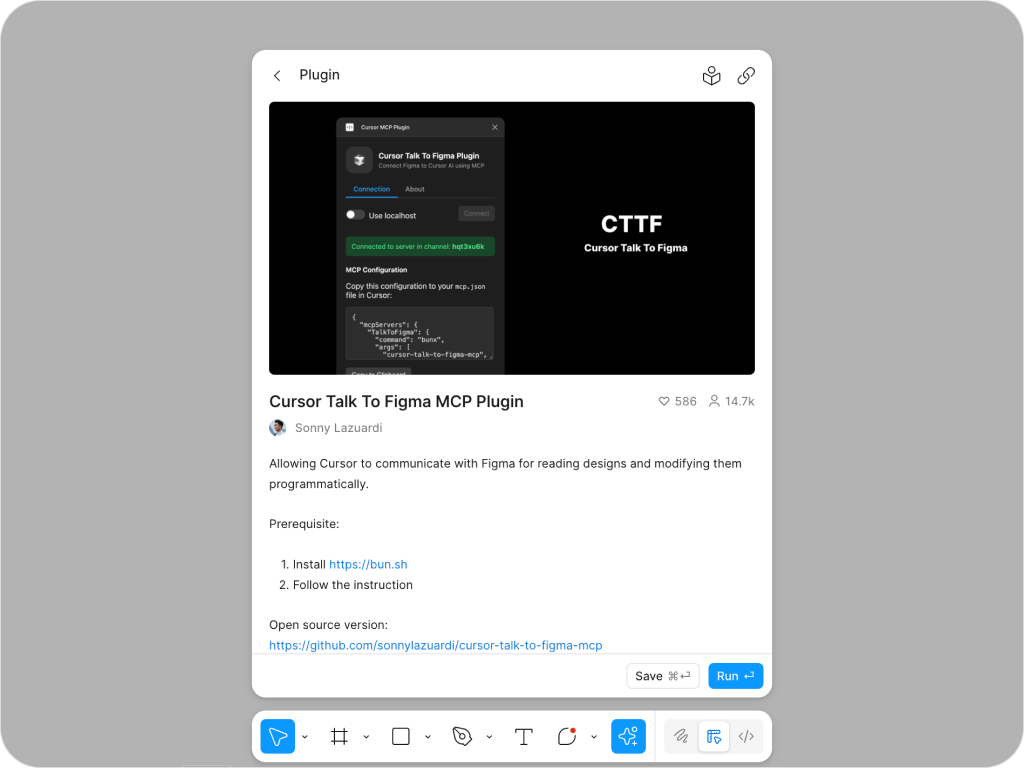 Plugin
Cursor MCP Plugin
Cursor Talk To Figma Plugin
Connect Figma to Cursor AI using MCP
Connection About
Use localhost
Connect
Connected to server in channel: hqt3xu6k
MCP Configuration
Copy this configuration to your mcp.json
file in Cursor:
{
"mcpServers": {
"TalkToFigma": {
"command": "bunx",
"args": [
"cursor-talk-to-figma-mcp",
Copy to Clipboard
CTTF
Cursor Talk To Figma
Cursor Talk To Figma MCP Plugin
586 14.7k
Sonny Lazuardi
Allowing Cursor to communicate with Figma for reading designs and modifying them
programmatically.
Prerequisite:
1. Install https://bun.sh
2. Follow the instruction
Open source version:
https://github.com/sonnylazuardi/cursor-talk-to-figma-mcp
Save ⌘⏎ Run ⏎